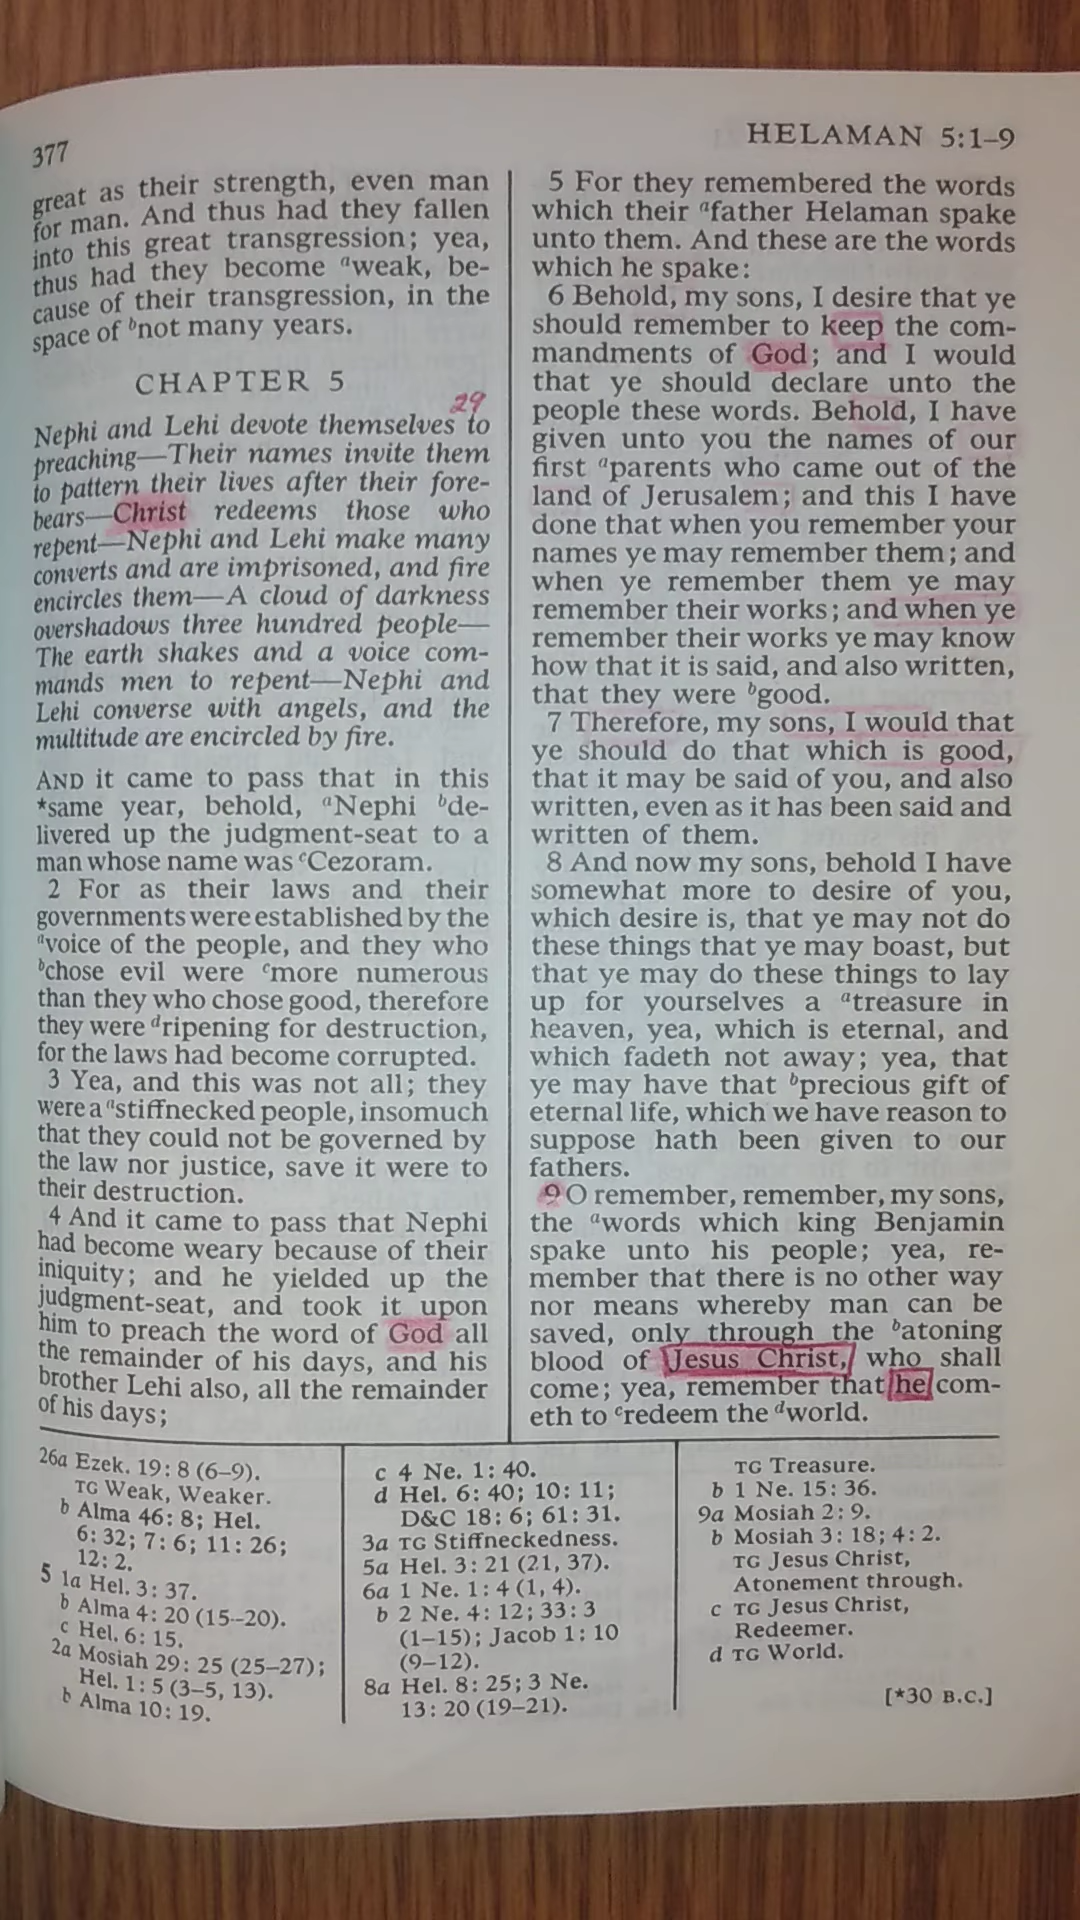 377
HELAMAN 5:1–9
great as their strength, even man
for man. And thus had they fallen
into this great transgression; yea,
thus had they become aweak, be-
cause of their transgression, in the
space of bnot many years.
CHAPTER 5
29
Nephi and Lehi devote themselves to
preaching—Their names invite them
to pattern their lives after their fore-
bears—Christ redeems those who
repent—Nephi and Lehi make many
converts and are imprisoned, and fire
encircles them—A cloud of darkness
overshadows three hundred people—
The earth shakes and a voice com-
mands men to repent—Nephi and
Lehi converse with angels, and the
multitude are encircled by fire.
AND it came to pass that in this
*same year, behold, aNephi bde-
livered up the judgment-seat to a
man whose name was cCezoram.
2 For as their laws and their
governments were established by the
avoice of the people, and they who
bchose evil were cmore numerous
than they who chose good, therefore
they were dripening for destruction,
for the laws had become corrupted.
3 Yea, and this was not all; they
were a astiffnecked people, insomuch
that they could not be governed by
the law nor justice, save it were to
their destruction.
4 And it came to pass that Nephi
had become weary because of their
iniquity; and he yielded up the
judgment-seat, and took it upon
him to preach the word of God all
the remainder of his days, and his
brother Lehi also, all the remainder
of his days;
5 For they remembered the words
which their afather Helaman spake
unto them. And these are the words
which he spake:
6 Behold, my sons, I desire that ye
should remember to keep the com-
mandments of God; and I would
that ye should declare unto the
people these words. Behold, I have
given unto you the names of our
first aparents who came out of the
land of Jerusalem; and this I have
done that when you remember your
names ye may remember them; and
when ye remember them ye may
remember their works; and when ye
remember their works ye may know
how that it is said, and also written,
that they were bgood.
7 Therefore, my sons, I would that
ye should do that which is good,
that it may be said of you, and also
written, even as it has been said and
written of them.
8 And now my sons, behold I have
somewhat more to desire of you,
which desire is, that ye may not do
these things that ye may boast, but
that ye may do these things to lay
up for yourselves a atreasure in
heaven, yea, which is eternal, and
which fadeth not away; yea, that
ye may have that bprecious gift of
eternal life, which we have reason to
suppose hath been given to our
fathers.
9 O remember, remember, my sons,
the awords which king Benjamin
spake unto his people; yea, re-
member that there is no other way
nor means whereby man can be
saved, only through the batoning
blood of Jesus Christ, who shall
come; yea, remember that he com-
eth to credeem the dworld.
26a Ezek. 19: 8 (6–9).
TG Weak, Weaker.
b Alma 46: 8; Hel.
6: 32; 7: 6; 11: 26;
12: 2.
5 1a Hel. 3: 37.
b Alma 4: 20 (15–20).
c Hel. 6: 15.
2a Mosiah 29: 25 (25–27);
Hel. 1: 5 (3–5, 13).
b Alma 10: 19.
c 4 Ne. 1: 40.
d Hel. 6: 40; 10: 11;
D&C 18: 6; 61: 31.
3a TG Stiffneckedness.
5a Hel. 3: 21 (21, 37).
6a 1 Ne. 1: 4 (1, 4).
b 2 Ne. 4: 12; 33: 3
(1–15); Jacob 1: 10
(9–12).
8a Hel. 8: 25; 3 Ne.
13: 20 (19–21).
TG Treasure.
b 1 Ne. 15: 36.
9a Mosiah 2: 9.
b Mosiah 3: 18; 4: 2.
TG Jesus Christ,
Atonement through.
c TG Jesus Christ,
Redeemer.
d TG World.
[*30 B.C.]